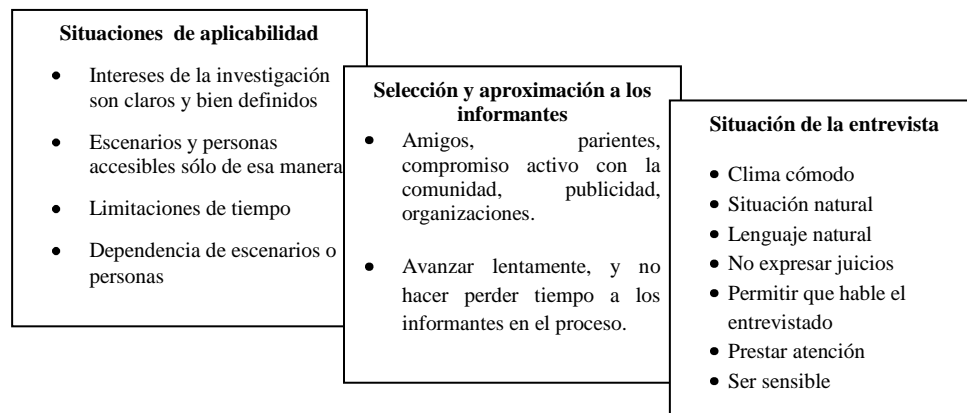 Situaciones de aplicabilidad
• Intereses de la investigación
son claros y bien definidos
• Escenarios y personas
accesibles sólo de esa manera
• Limitaciones de tiempo
• Dependencia de escenarios o
personas
Selección y aproximación a los
informantes
• Amigos, parientes,
compromiso activo con la
comunidad, publicidad,
organizaciones.
• Avanzar lentamente, y no
hacer perder tiempo a los
informantes en el proceso.
Situación de la entrevista
• Clima cómodo
• Situación natural
• Lenguaje natural
• No expresar juicios
• Permitir que hable el
entrevistado
• Prestar atención
• Ser sensible